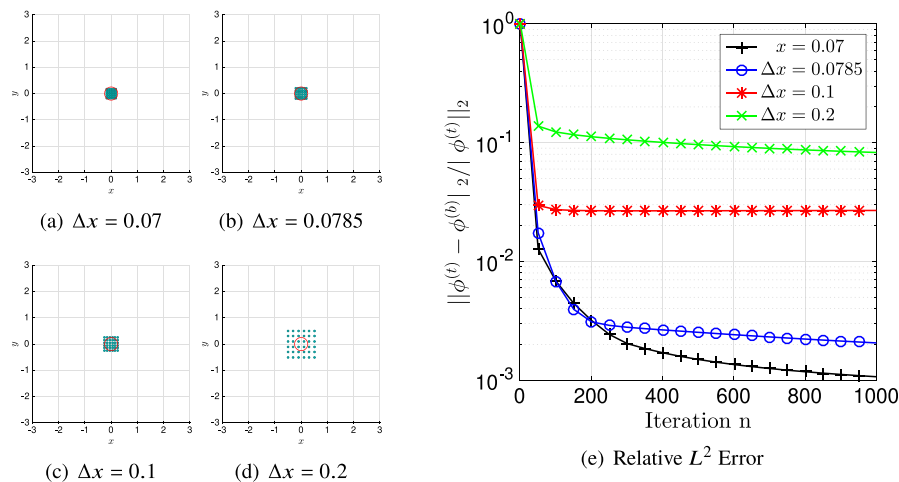 3
2
1
0
-1
-2
-3
y
-3 -2 -1 0 1 2 3
x
(a) Δx = 0.07
3
2
1
0
-1
-2
-3
y
-3 -2 -1 0 1 2 3
x
(b) Δx = 0.0785
3
2
1
0
-1
-2
-3
y
-3 -2 -1 0 1 2 3
x
(c) Δx = 0.1
3
2
1
0
-1
-2
-3
y
-3 -2 -1 0 1 2 3
x
(d) Δx = 0.2
10^0
10^-1
10^-2
10^-3
||ϕ^(t) − ϕ^(b)| ₂/| ϕ^(t)||₂
x = 0.07
Δx = 0.0785
Δx = 0.1
Δx = 0.2
0 200 400 600 800 1000
Iteration n
(e) Relative L² Error